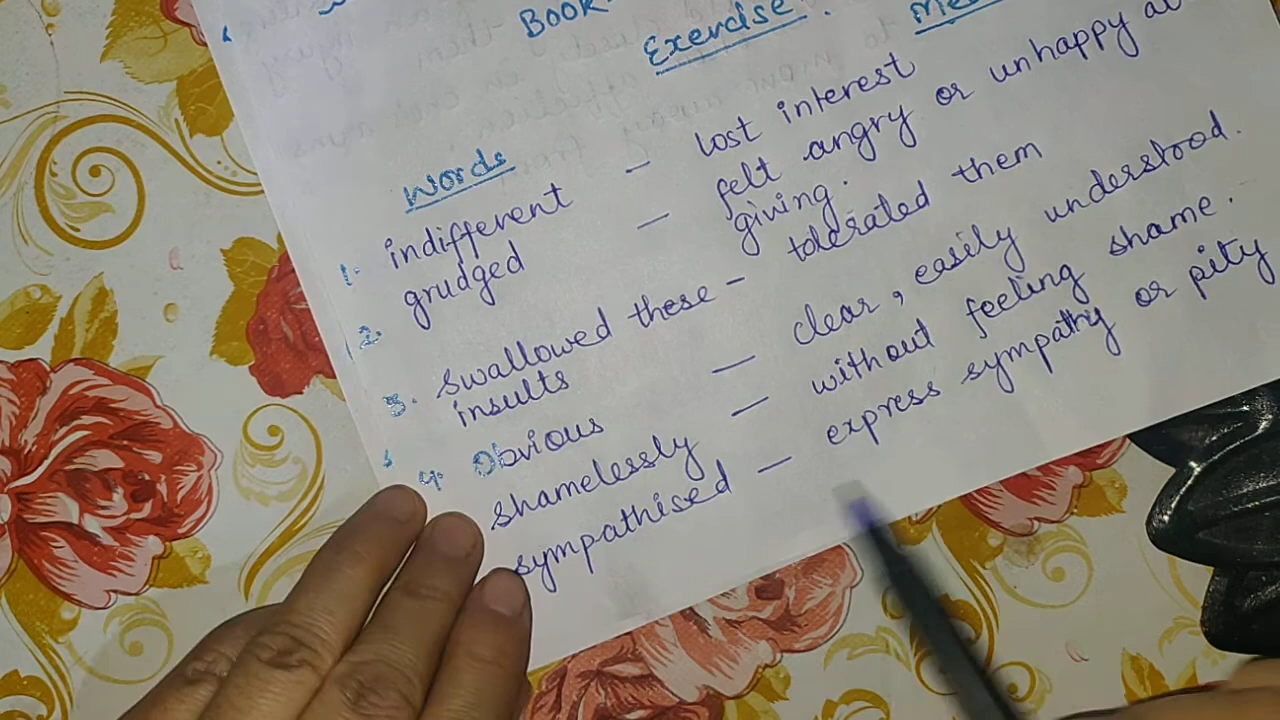 BOOK
Exercise.
Words
1. indifferent - lost interest
2. grudged - felt angry or unhappy at
giving.
3. swallowed these - tolerated them
insults
4. Obvious - clear, easily understood.
shamelessly - without feeling shame.
sympathised - express sympathy or pity